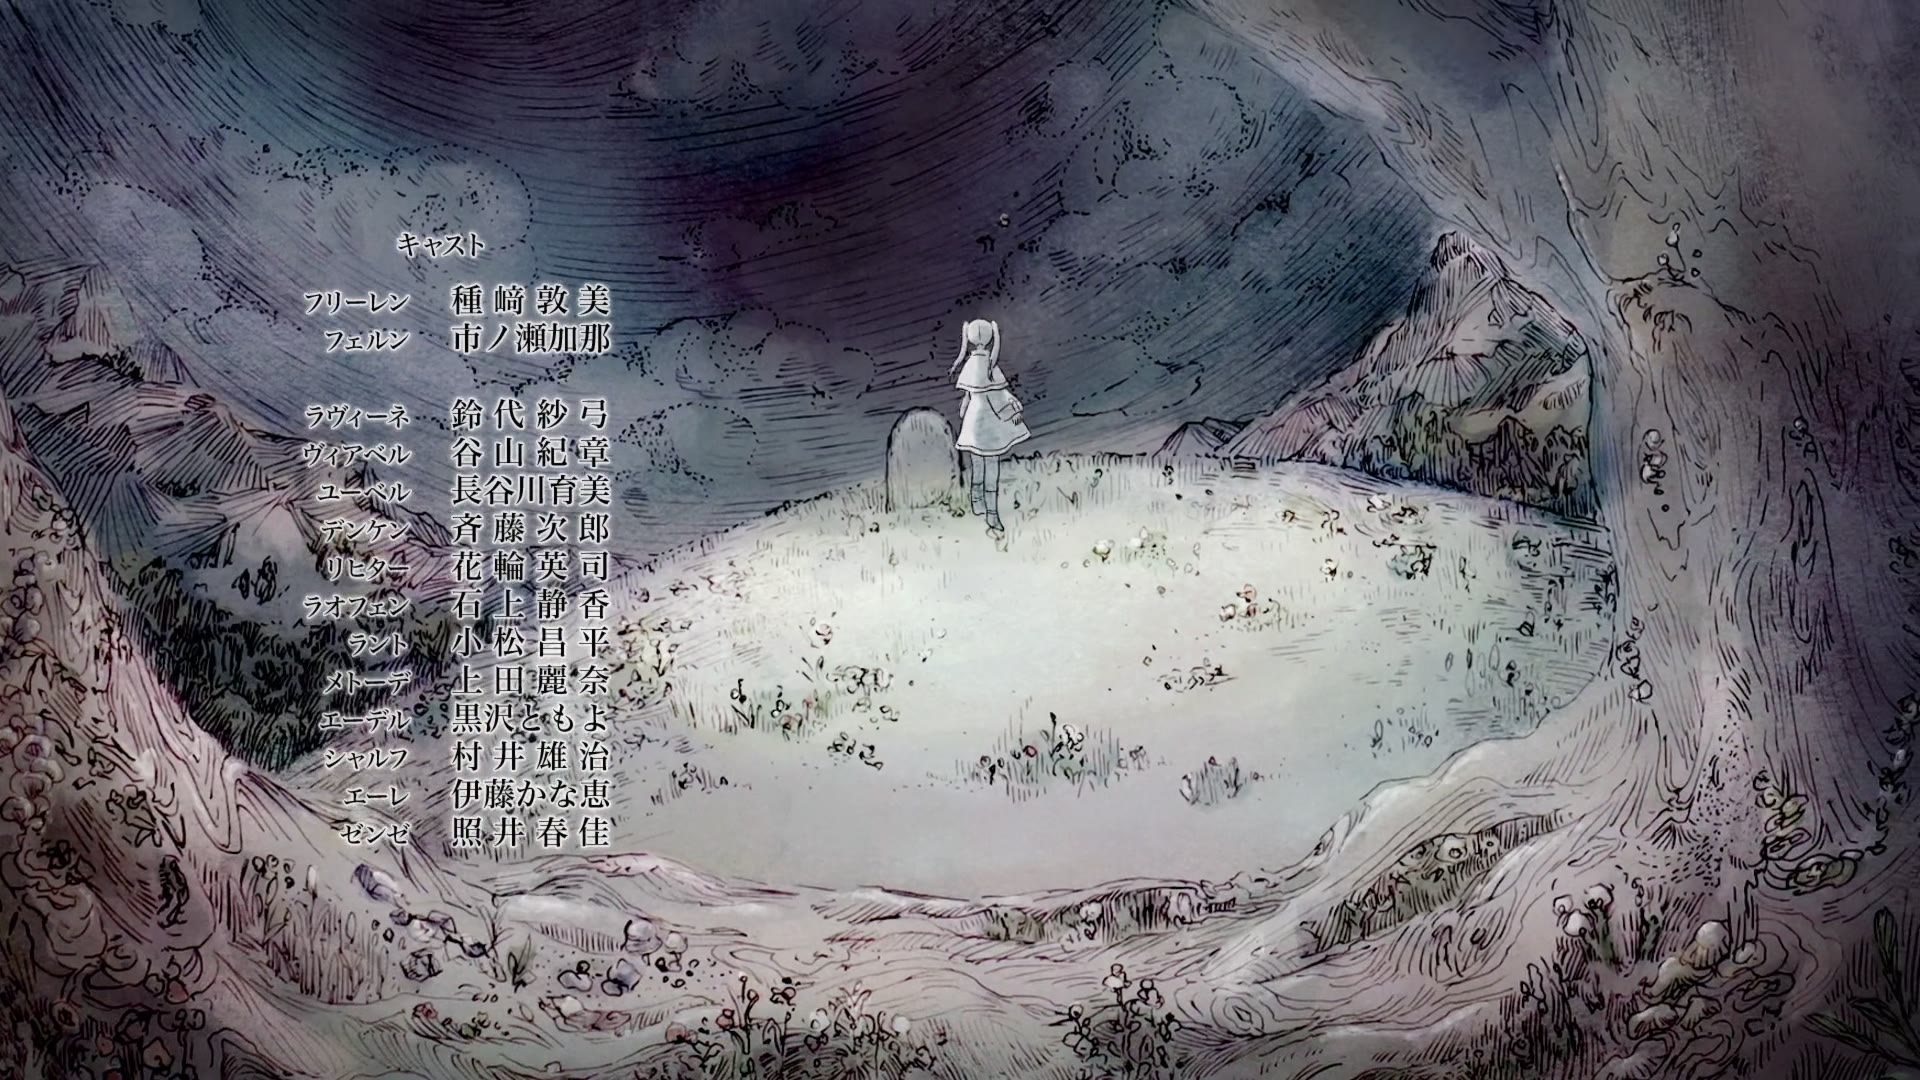 キャスト
フリーレン 種﨑敦美
フェルン 市ノ瀬加那
ラヴィーネ 鈴代紗弓
ヴィアベル 谷山紀章
ユーベル 長谷川育美
デンケン 斉藤次郎
リヒター 花輪英司
ラオフェン 石上静香
ラント 小松昌平
メトーデ 上田麗奈
エーデル 黒沢ともよ
シャルフ 村井雄治
エーレ 伊藤かな恵
ゼンゼ 照井春佳